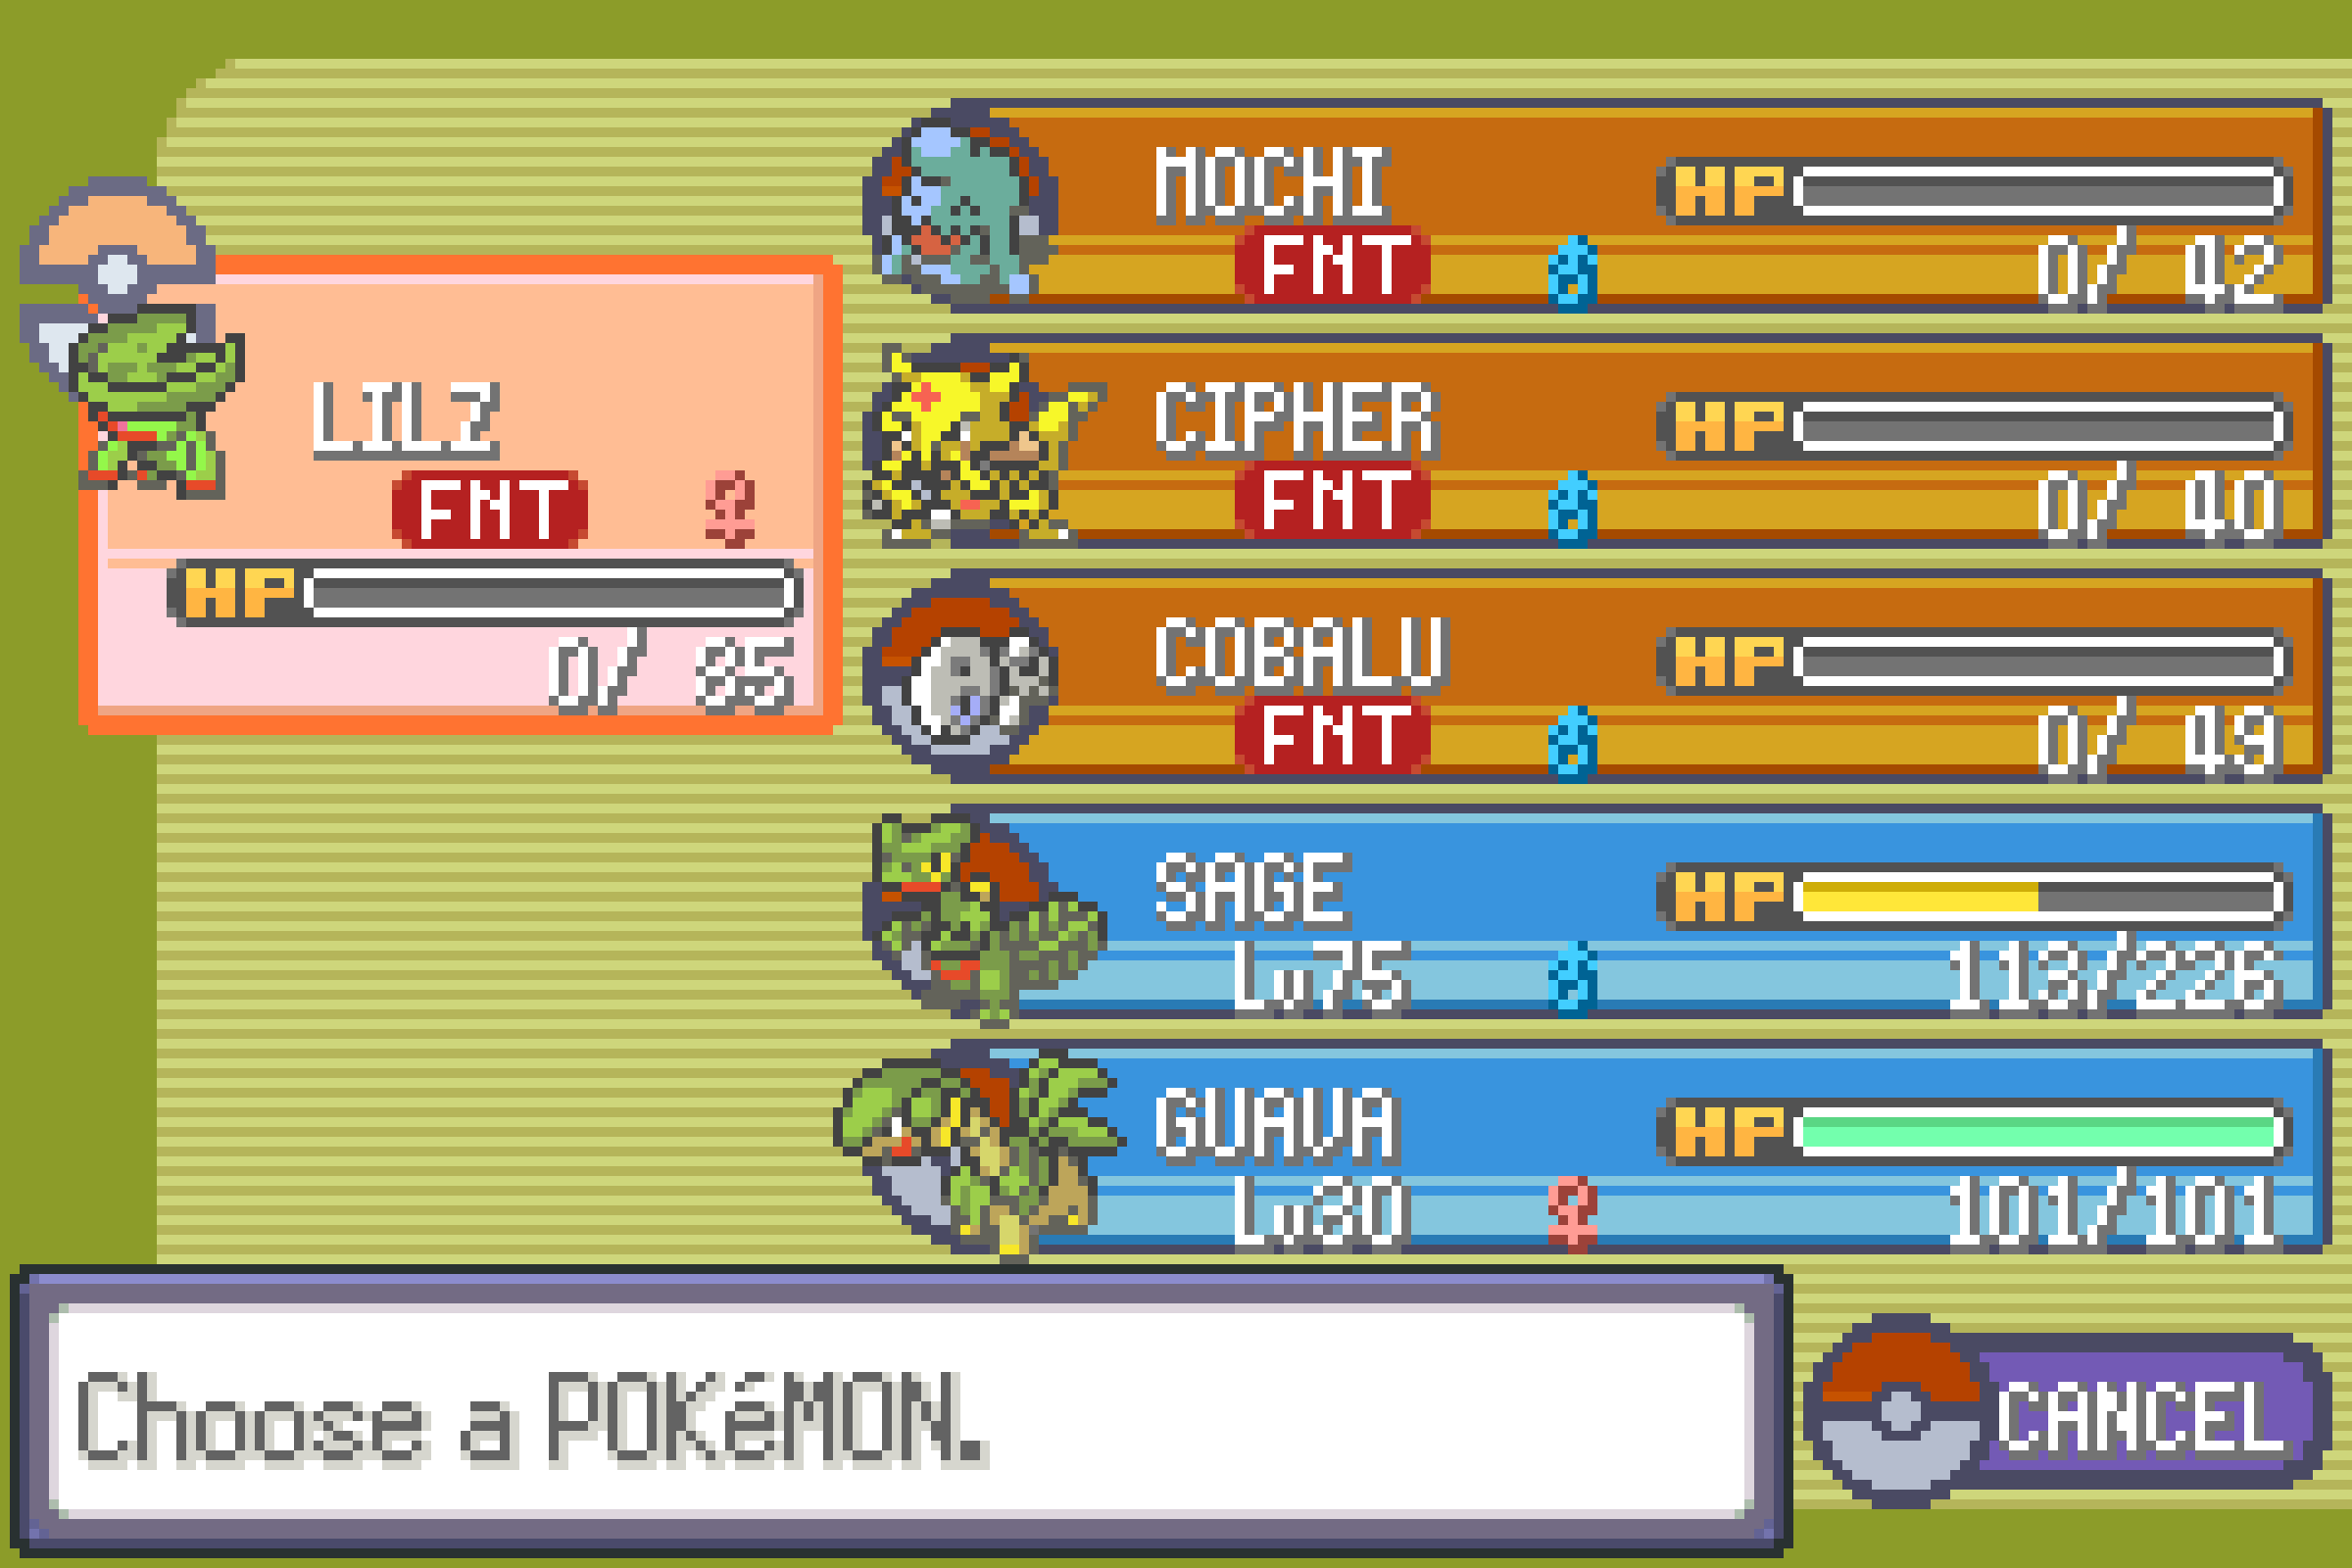 LILZ
FNT ♀
HP
0/ 85
MOCHI
HP
FNT ♂
0/ 42
CIPHER
HP
FNT ♂
0/ 40
COBALU
HP
FNT ♂
0/ 49
SAGE
HP
Lv75 ♂
113/226
GUAVA
HP
Lv30 ♀
101/101
Choose a POKéMON.
CANCEL